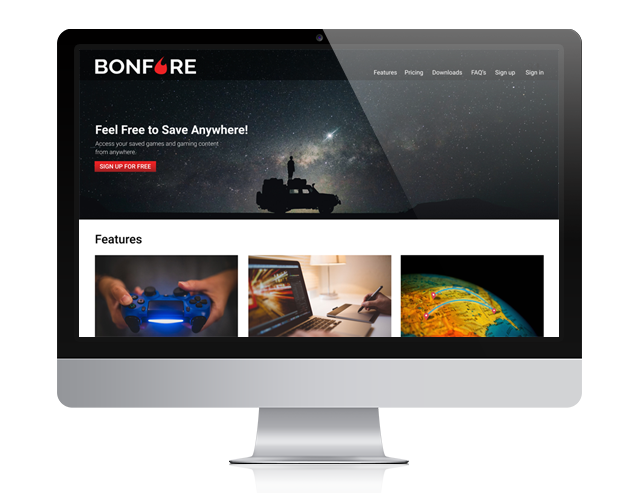 BONFRE
Features Pricing Downloads FAQ's Sign up Sign in
Feel Free to Save Anywhere!
Access your saved games and gaming content
from anywhere.
SIGN UP FOR FREE
Features